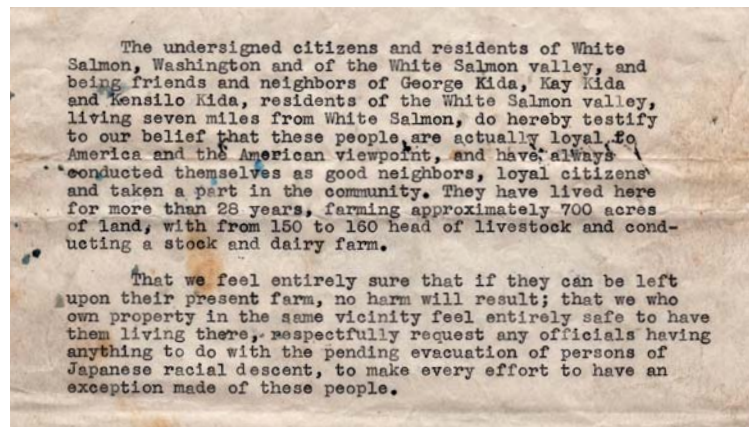 The undersigned citizens and residents of White
Salmon, Washington and of the White Salmon valley, and
being friends and neighbors of George Kida, Kay Kida
and Kensilo Kida, residents of the White Salmon valley,
living seven miles from White Salmon, do hereby testify
to our belief that these people are actually loyal to
America and the American viewpoint, and have always
conducted themselves as good neighbors, loyal citizens
and taken a part in the community. They have lived here
for more than 28 years, farming approximately 700 acres
of land, with from 150 to 160 head of livestock and cond-
ucting a stock and dairy farm.
That we feel entirely sure that if they can be left
upon their present farm, no harm will result; that we who
own property in the same vicinity feel entirely safe to have
them living there, respectfully request any officials having
anything to do with the pending evacuation of persons of
Japanese racial descent, to make every effort to have an
exception made of these people.